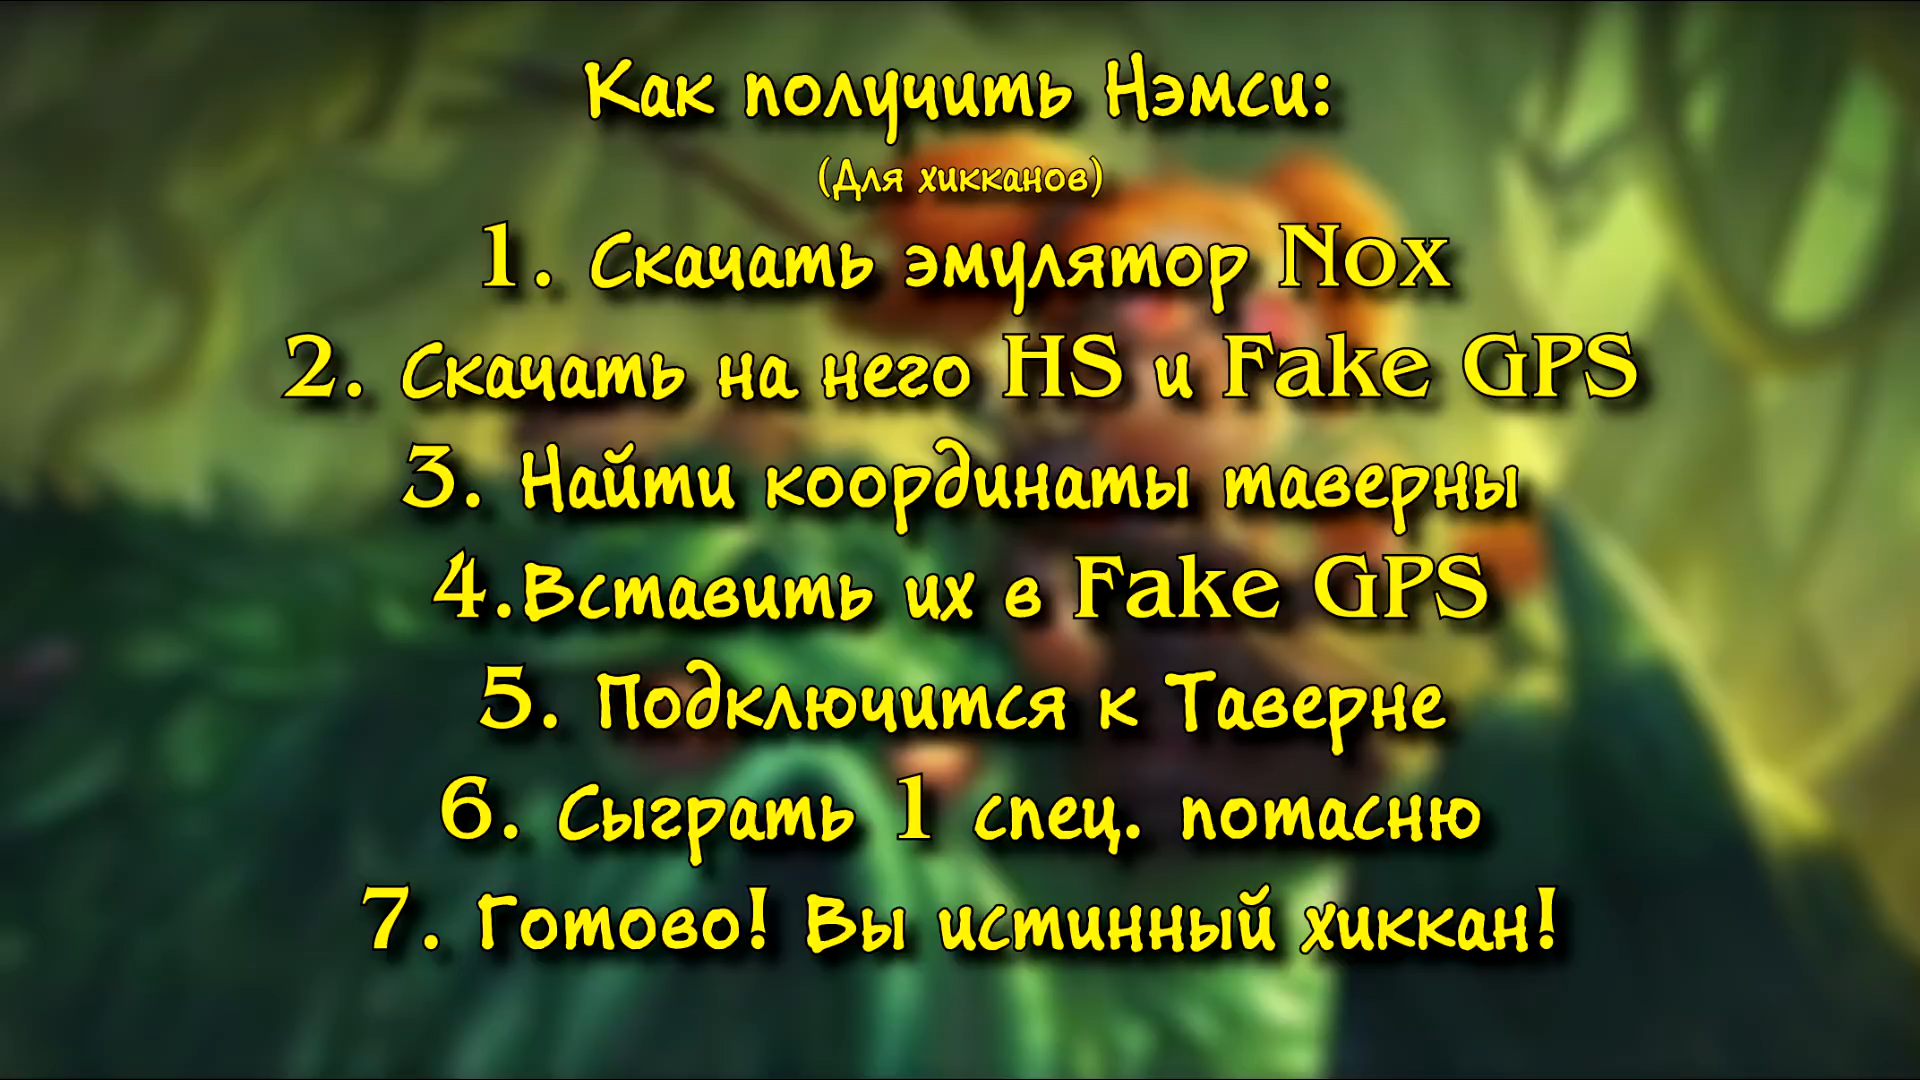 Как получить Нэмси:
(Для хикканов)
1. Скачать эмулятор Nox
2. Скачать на него HS и Fake GPS
3. Найти координаты таверны
4.Вставить их в Fake GPS
5. Подключится к Таверне
6. Сыграть 1 спец. потасню
7. Готово! Вы истинный хиккан!